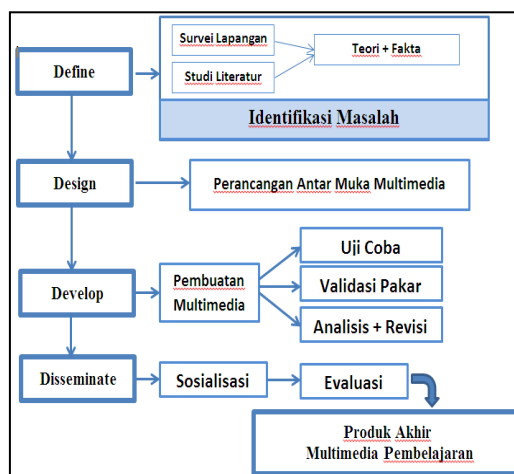 Survei Lapangan
Teori + Fakta
Define
Studi Literatur
Identifikasi Masalah
Design
Perancangan Antar Muka Multimedia
Uji Coba
Develop
Pembuatan
Multimedia
Validasi Pakar
Analisis + Revisi
Disseminate
Sosialisasi
Evaluasi
Produk Akhir
Multimedia Pembelajaran